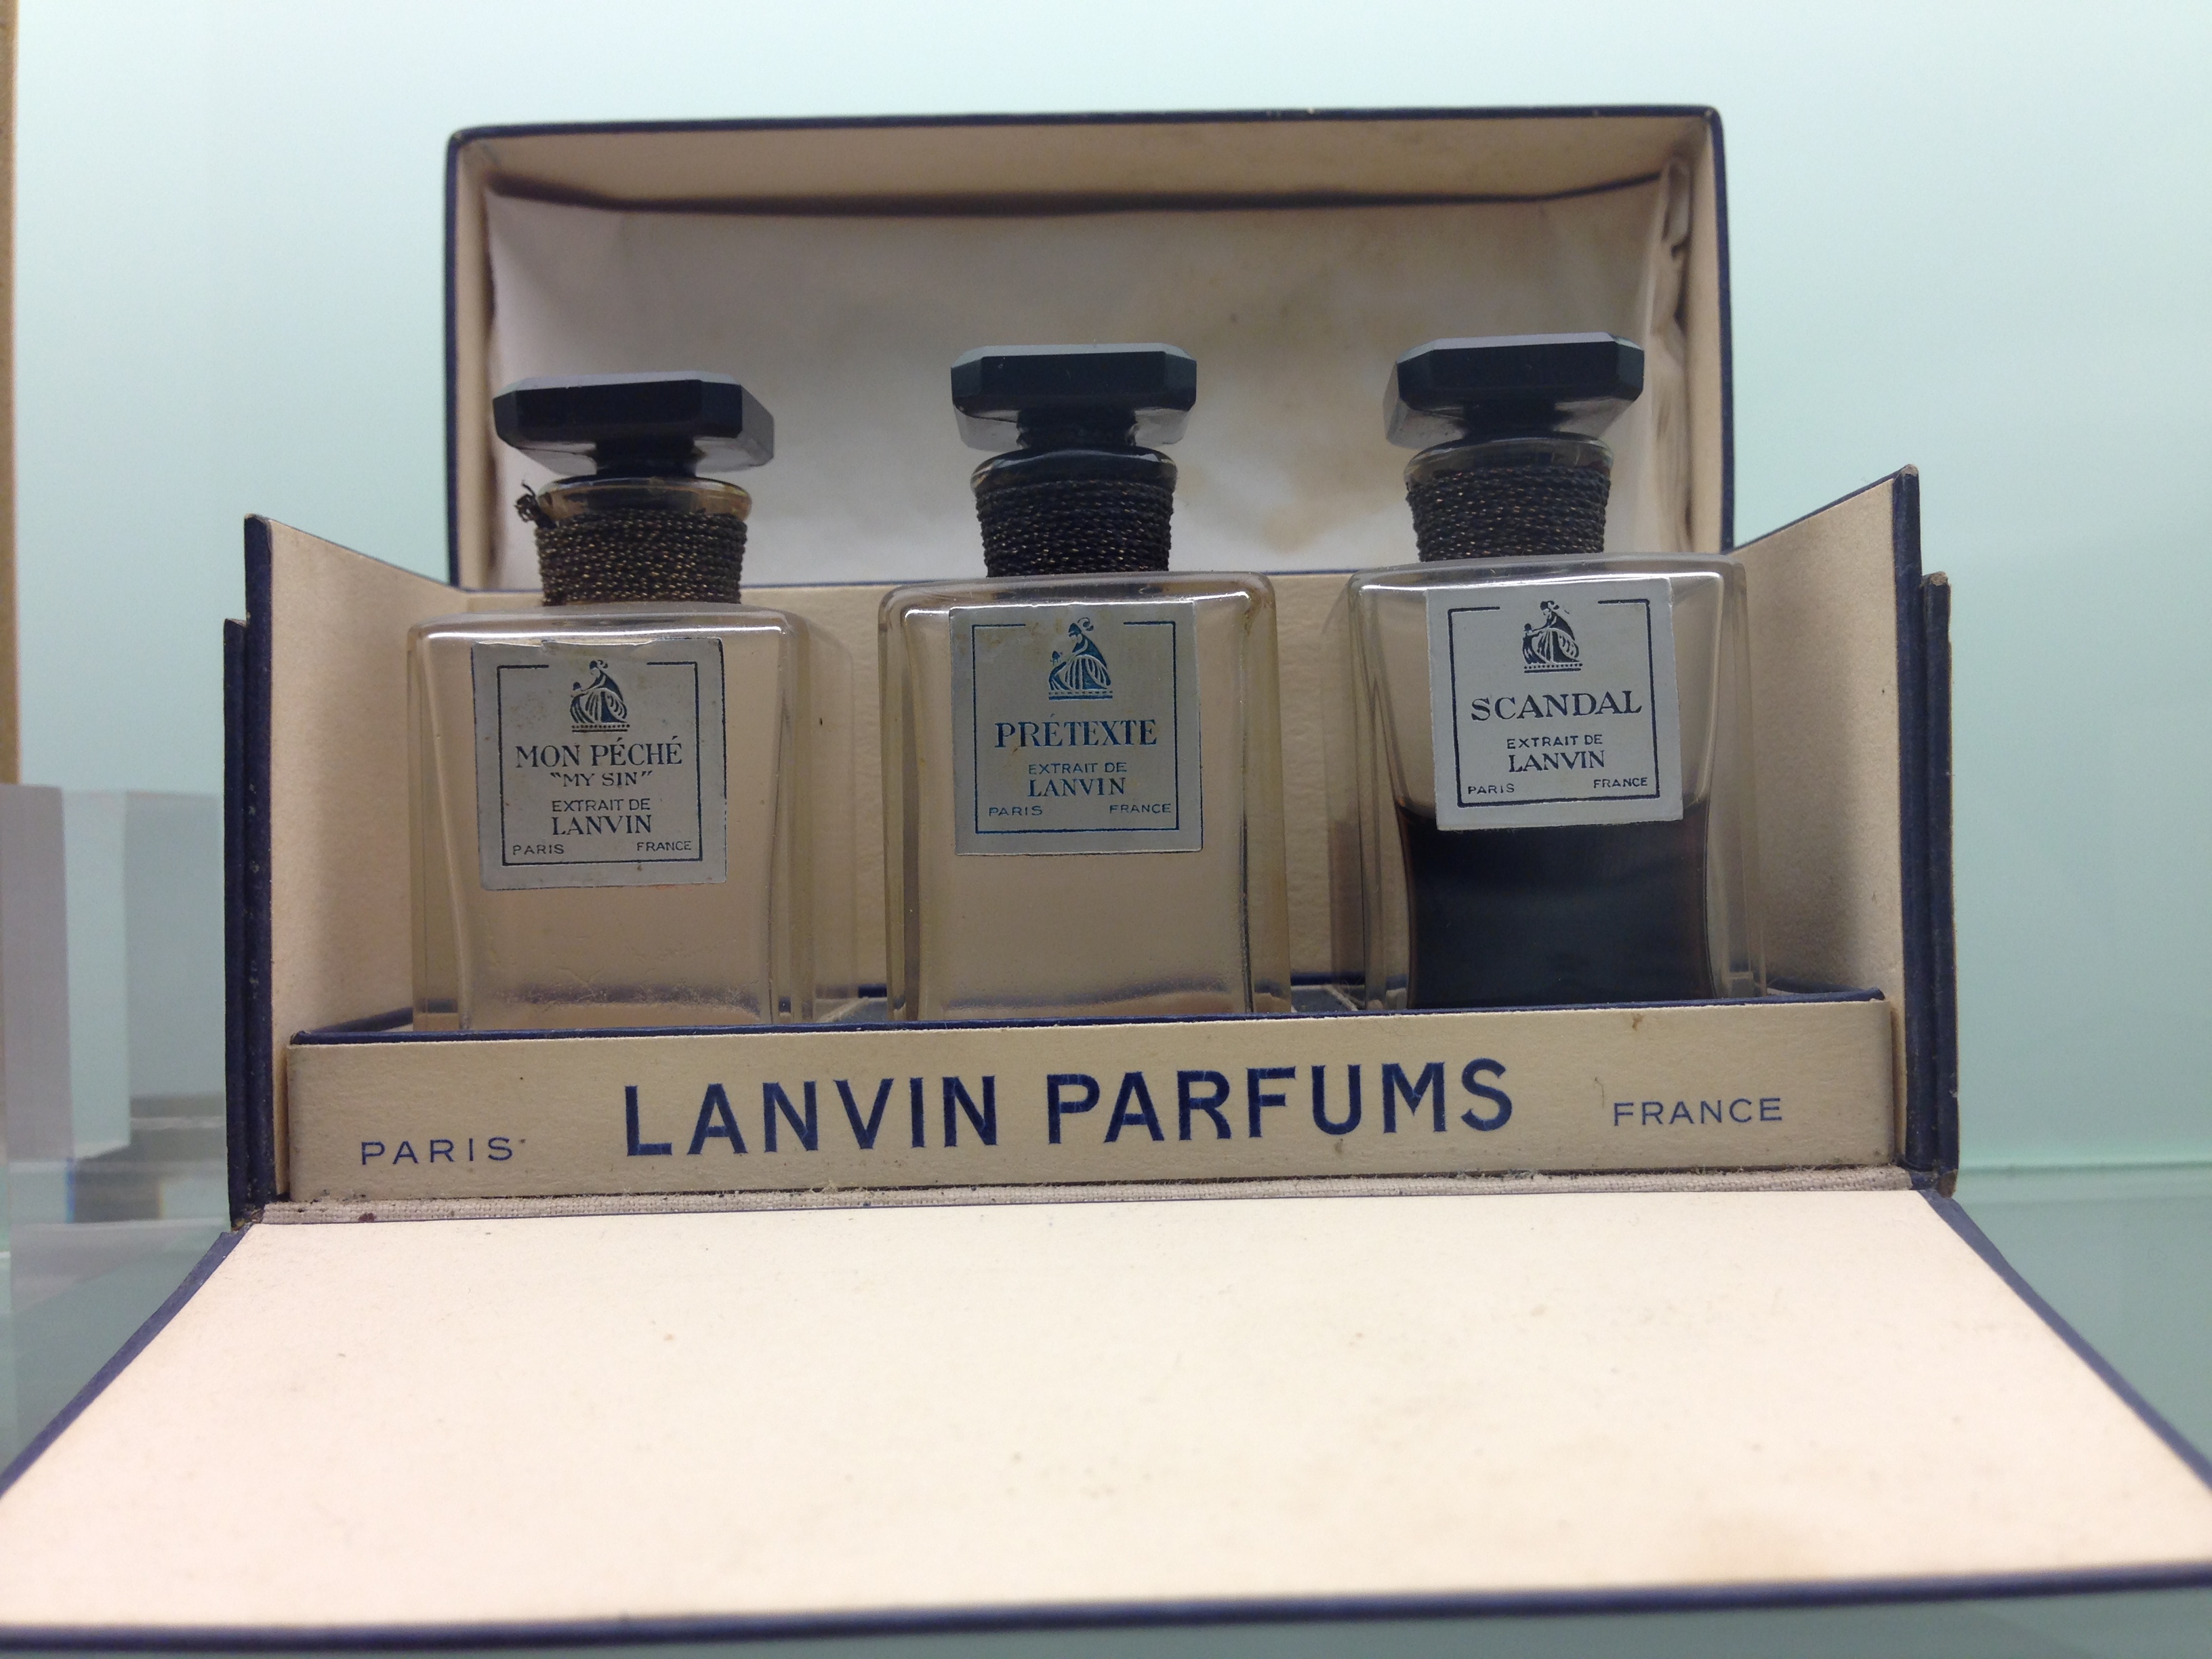 MON PÉCHÉ
"MY SIN"
EXTRAIT DE
LANVIN
PARIS FRANCE
PRÉTEXTE
EXTRAIT DE
LANVIN
PARIS FRANCE
SCANDAL
EXTRAIT DE
LANVIN
PARIS FRANCE
PARIS LANVIN PARFUMS FRANCE